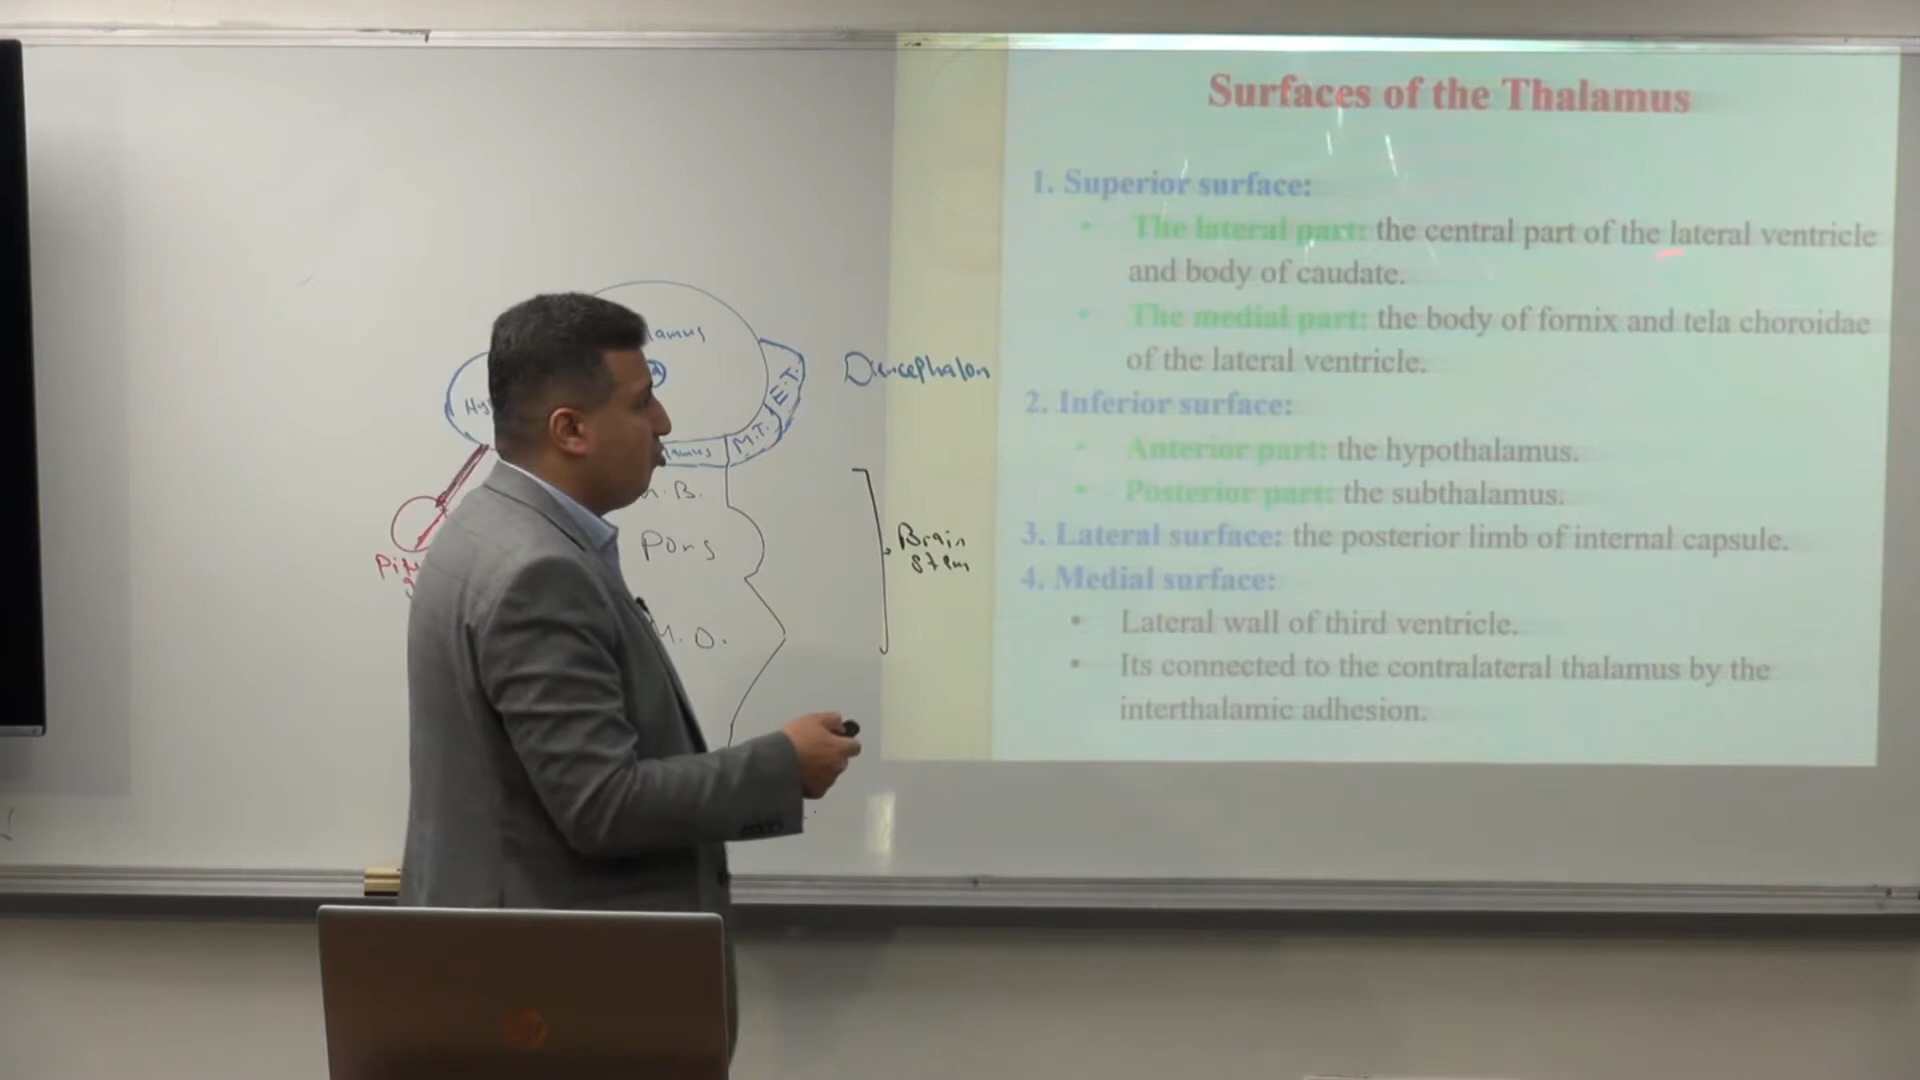 Surfaces of the Thalamus
1. Superior surface:
• The lateral part: the central part of the lateral ventricle
and body of caudate.
• The medial part: the body of fornix and tela choroidae
of the lateral ventricle.
2. Inferior surface:
• Anterior part: the hypothalamus.
• Posterior part: the subthalamus.
3. Lateral surface: the posterior limb of internal capsule.
4. Medial surface:
• Lateral wall of third ventricle.
• Its connected to the contralateral thalamus by the
interthalamic adhesion.
lamus
E.T.
M.T.
lamus
B.
Pons
M.O.
Diencephalon
Brain
stem